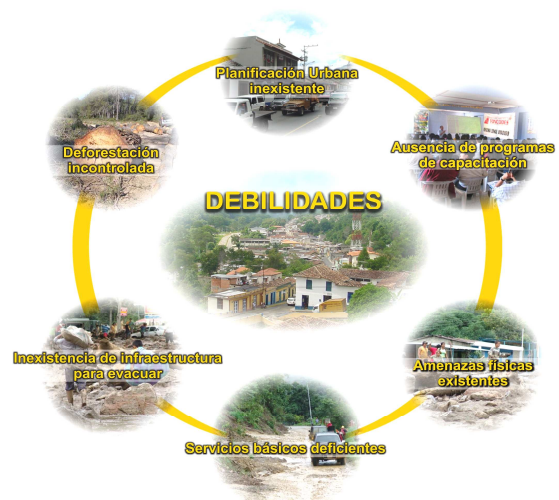 Planificación Urbana
inexistente
Ausencia de programas
de capacitación
Deforestación
incontrolada
DEBILIDADES
Inexistencia de infraestructura
para evacuar
Amenazas físicas
existentes
Servicios básicos deficientes